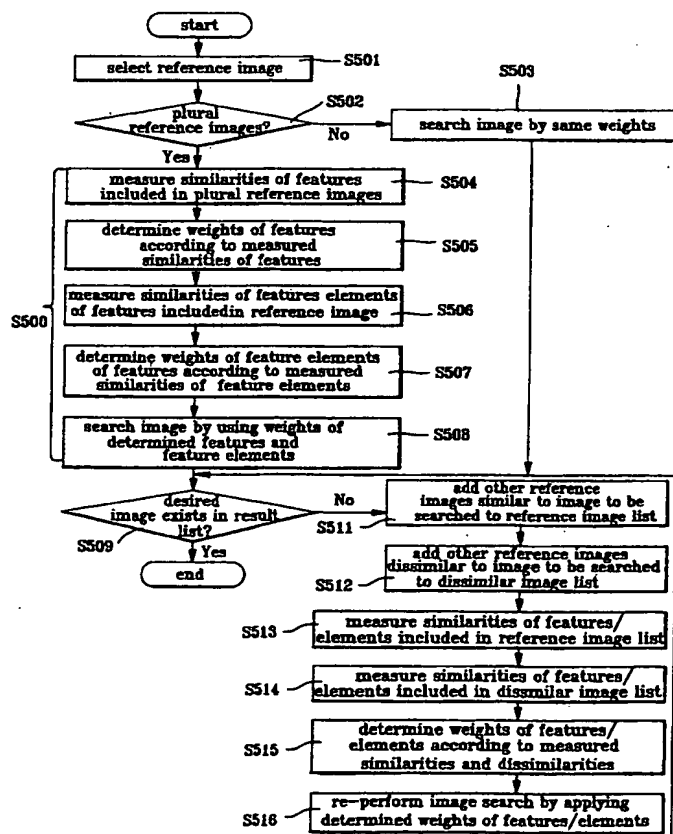 start
select reference image
S501
plural
reference images?
S502
No
Yes
S503
search image by same weights
measure similarities of features
included in plural reference images
S504
determine weights of features
according to measured
similarities of features
S505
measure similarities of features elements
of features includedin reference image
S506
S500
determine weights of feature elements
of features according to measured
similarities of feature elements
S507
search image by using weights of
determined features and
feature elements
S508
desired
image exists in result
list?
S509
No
Yes
end
add other reference
images similar to image to be
searched to reference image list
S511
add other reference images
dissimilar to image to be searched
to dissimilar image list
S512
measure similarities of features/
elements included in reference image list
S513
measure similarities of features/
elements included in dissmilar image list
S514
determine weights of features/
elements according to measured
similarities and dissimilarities
S515
re-perform image search by applying
determined weights of features/elements
S516